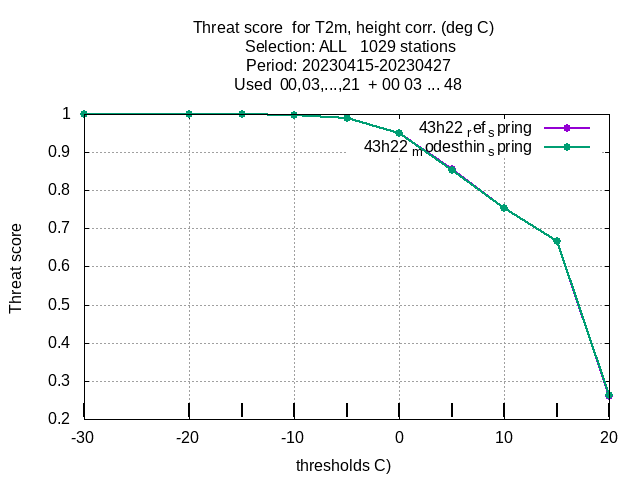 Threat score  for T2m, height corr. (deg C)
Selection: ALL   1029 stations
Period: 20230415-20230427
Used  00,03,...,21  + 00 03 ... 48
43h22 ref spring
43h22 modesthin spring
1
0.9
0.8
0.7
0.6
0.5
0.4
0.3
0.2
Threat score
-30 -20 -10 0 10 20
thresholds C)